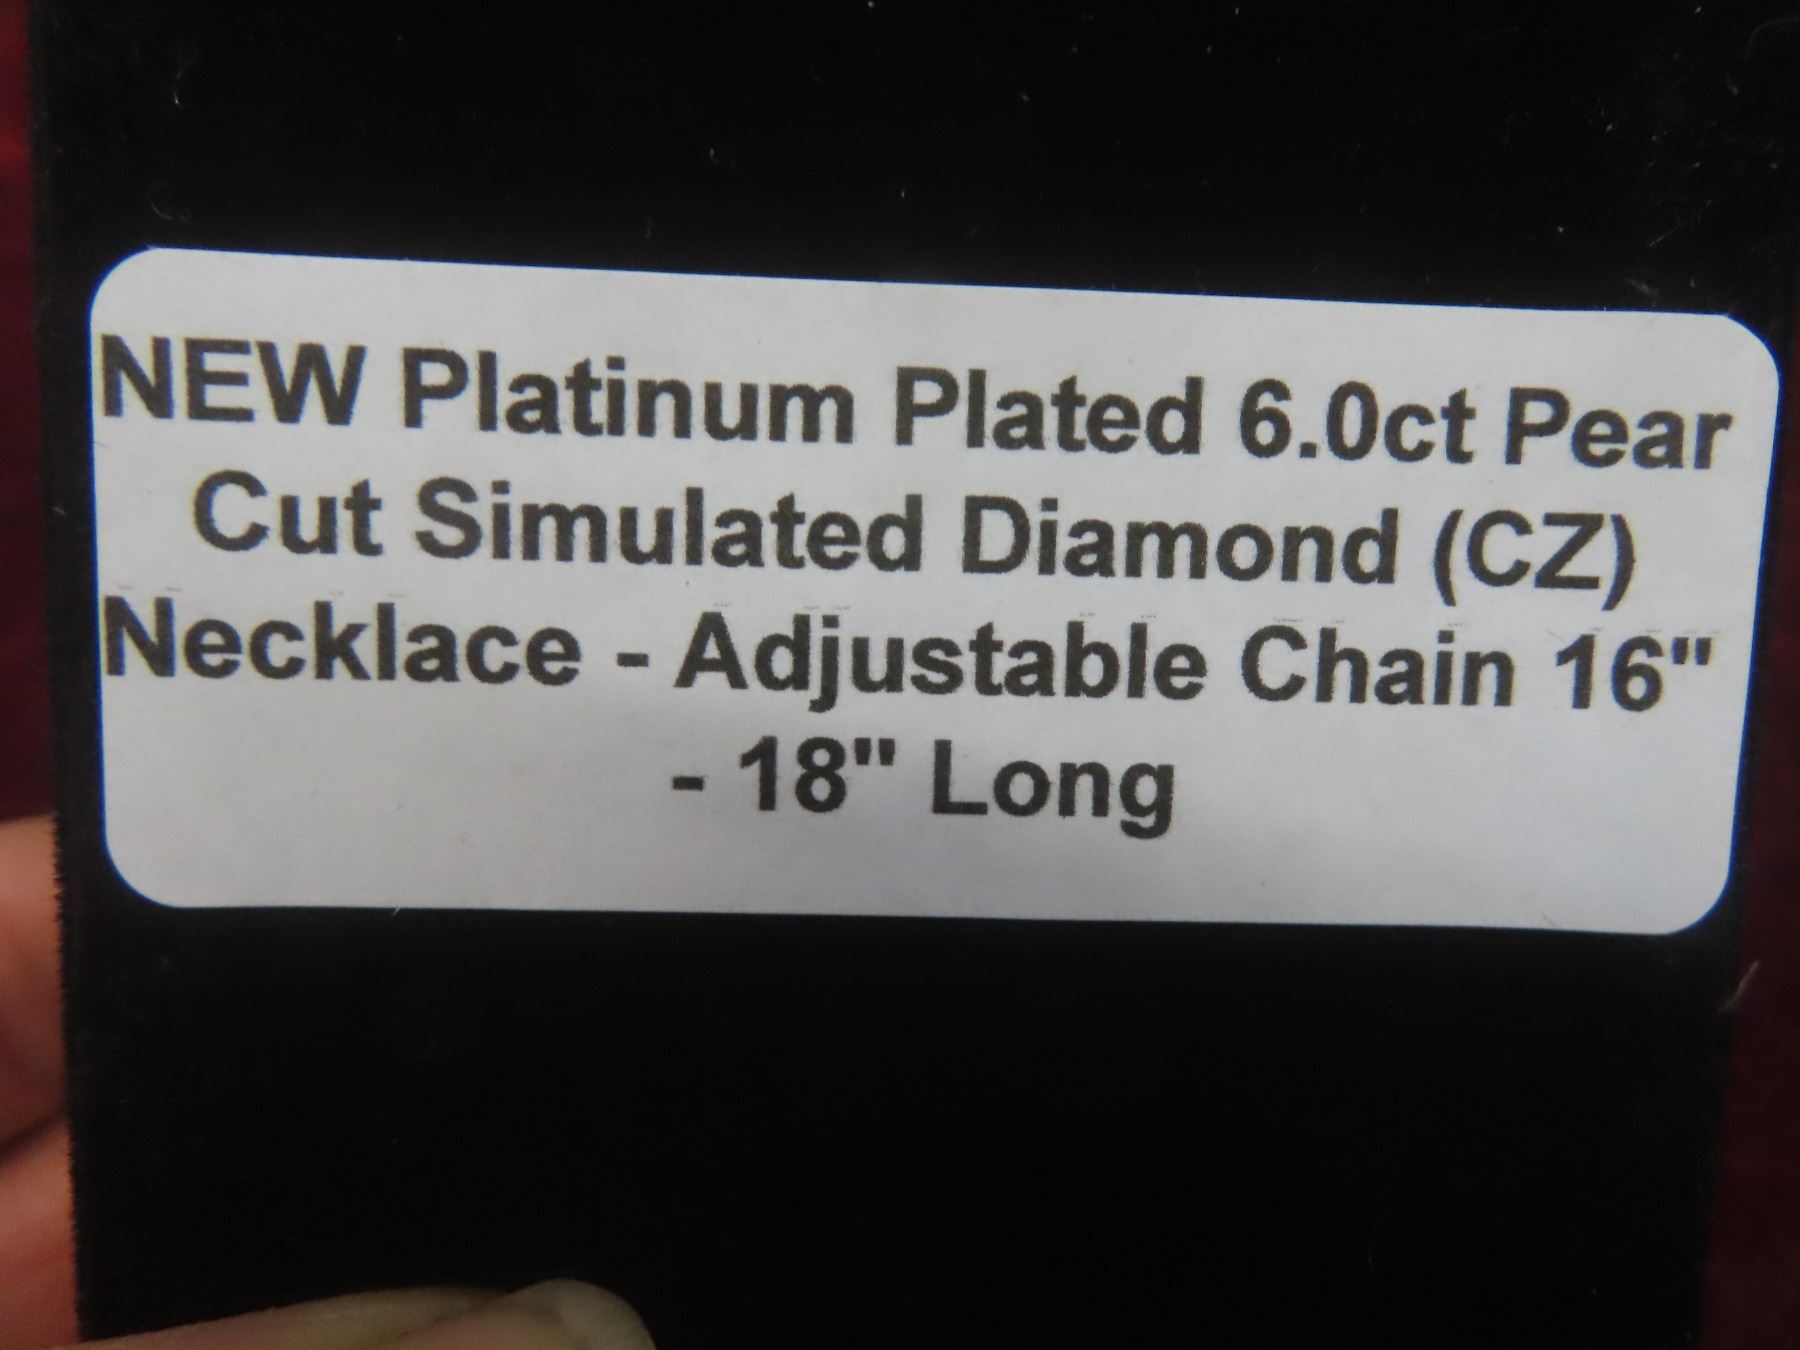 NEW Platinum Plated 6.0ct Pear
Cut Simulated Diamond (CZ)
Necklace - Adjustable Chain 16"
- 18" Long